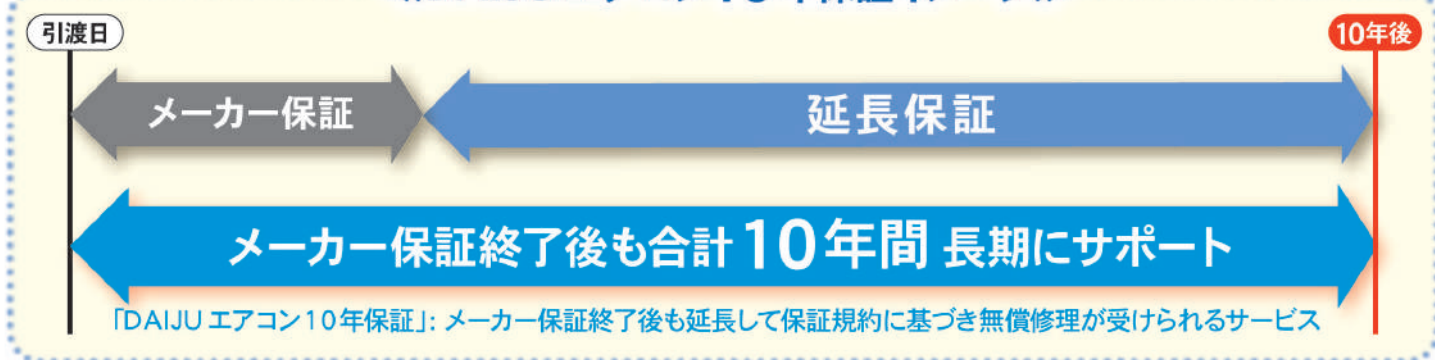 引渡日
10年後
メーカー保証
延長保証
メーカー保証終了後も合計10年間 長期にサポート
「DAIJU エアコン10年保証」: メーカー保証終了後も延長して保証規約に基づき無償修理が受けられるサービス